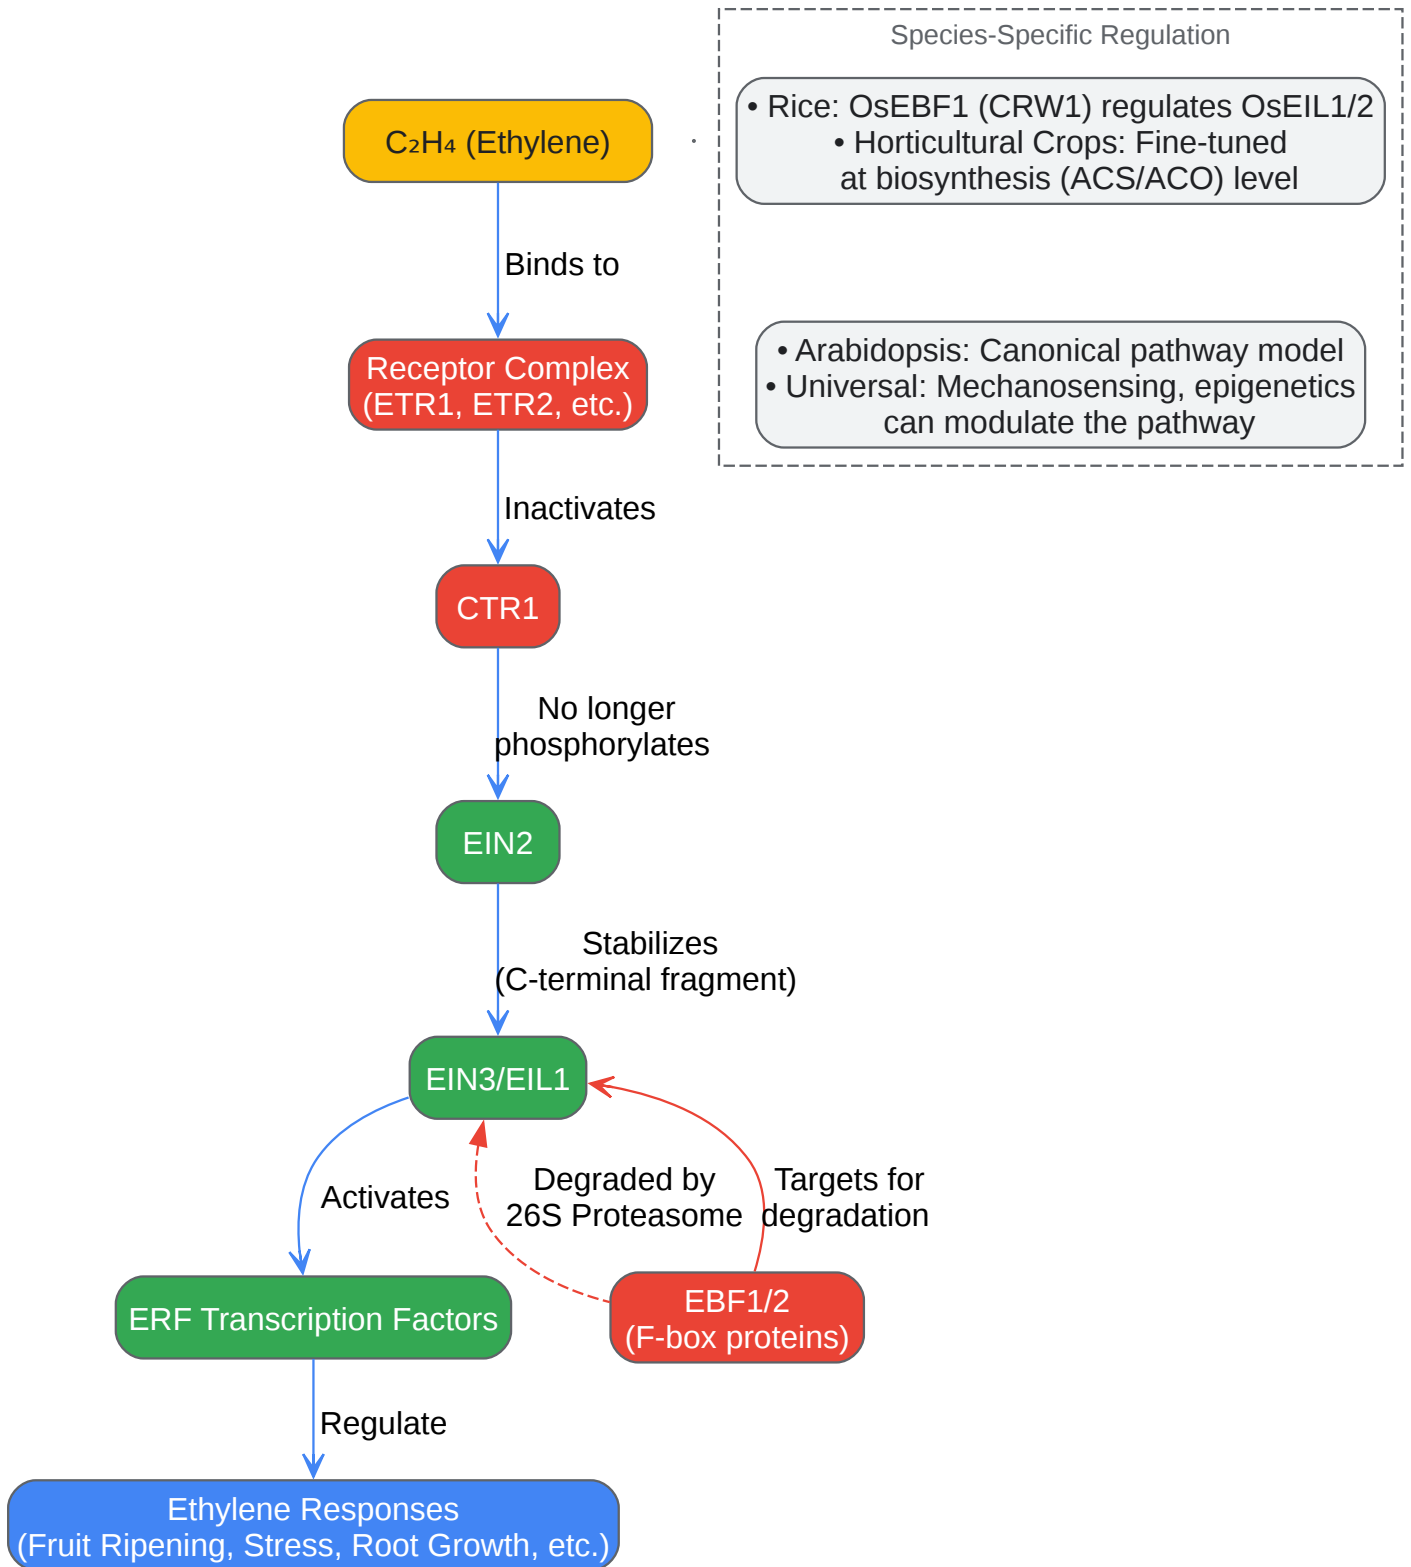 Species-Specific Regulation
• Rice: OsEBF1 (CRW1) regulates OsEIL1/2
• Horticultural Crops: Fine-tuned
at biosynthesis (ACS/ACO) level
• Arabidopsis: Canonical pathway model
• Universal: Mechanosensing, epigenetics
can modulate the pathway
C₂H₄ (Ethylene)
Binds to
Receptor Complex
(ETR1, ETR2, etc.)
Inactivates
CTR1
No longer
phosphorylates
EIN2
Stabilizes
(C-terminal fragment)
EIN3/EIL1
Activates
Degraded by
26S Proteasome
Targets for
degradation
ERF Transcription Factors
EBF1/2
(F-box proteins)
Regulate
Ethylene Responses
(Fruit Ripening, Stress, Root Growth, etc.)